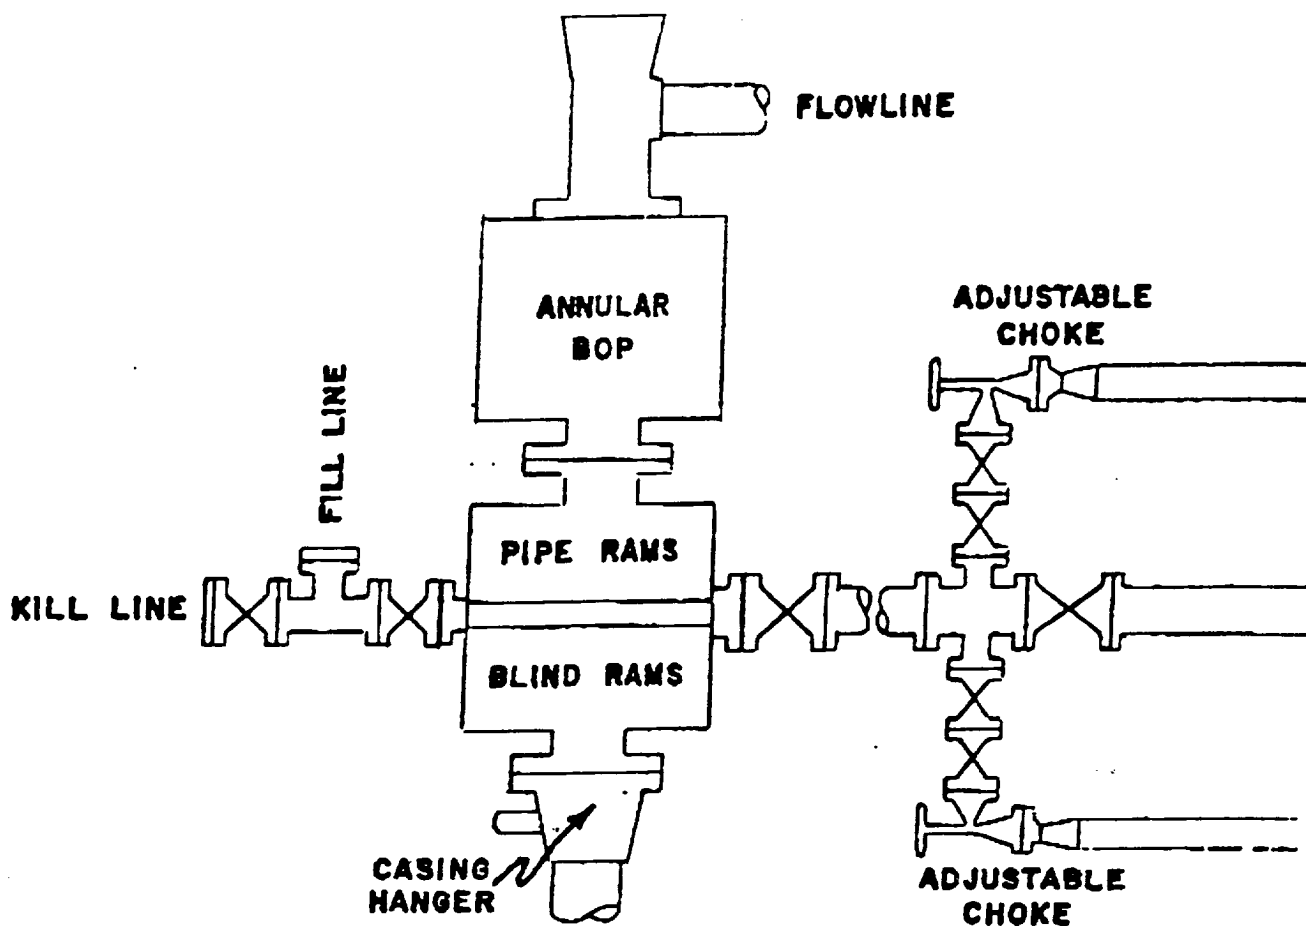 FLOWLINE
ANNULAR
BOP
ADJUSTABLE
CHOKE
FILL LINE
PIPE RAMS
KILL LINE
BLIND RAMS
CASING
HANGER
ADJUSTABLE
CHOKE